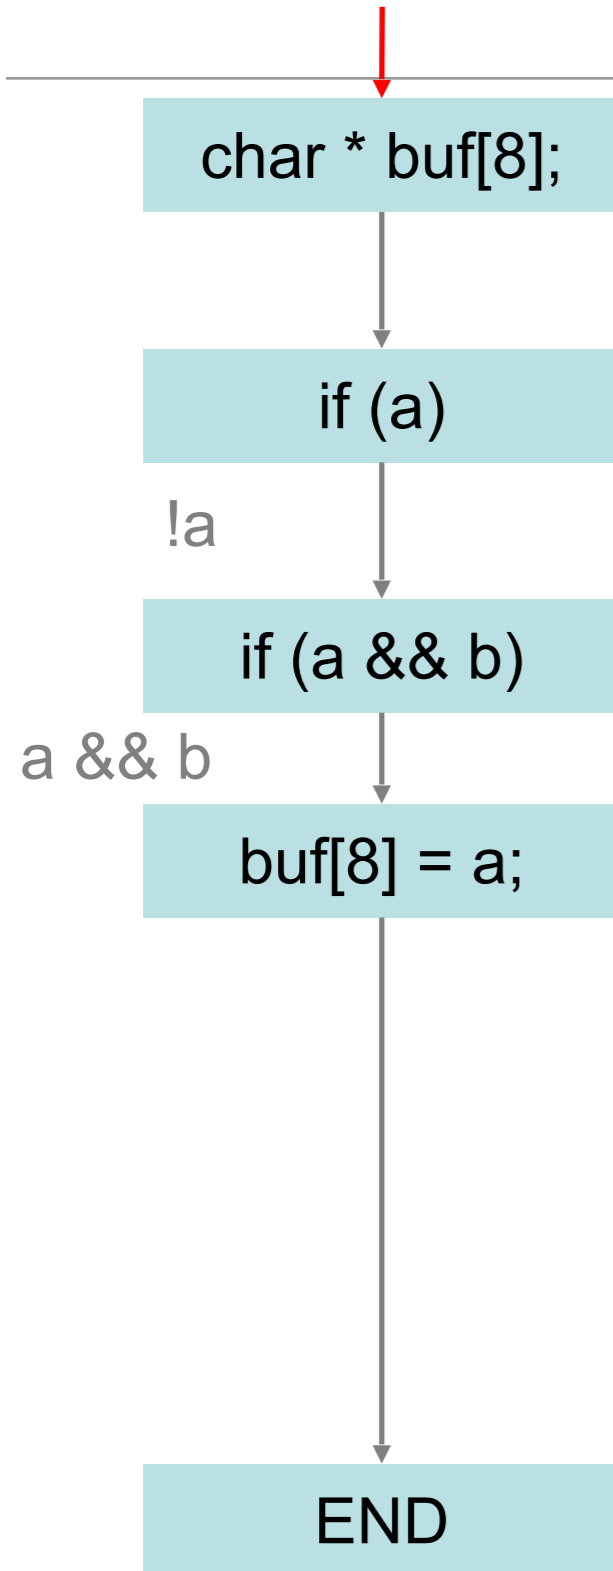 char * buf[8];
if (a)
!a
if (a && b)
a && b
buf[8] = a;
END